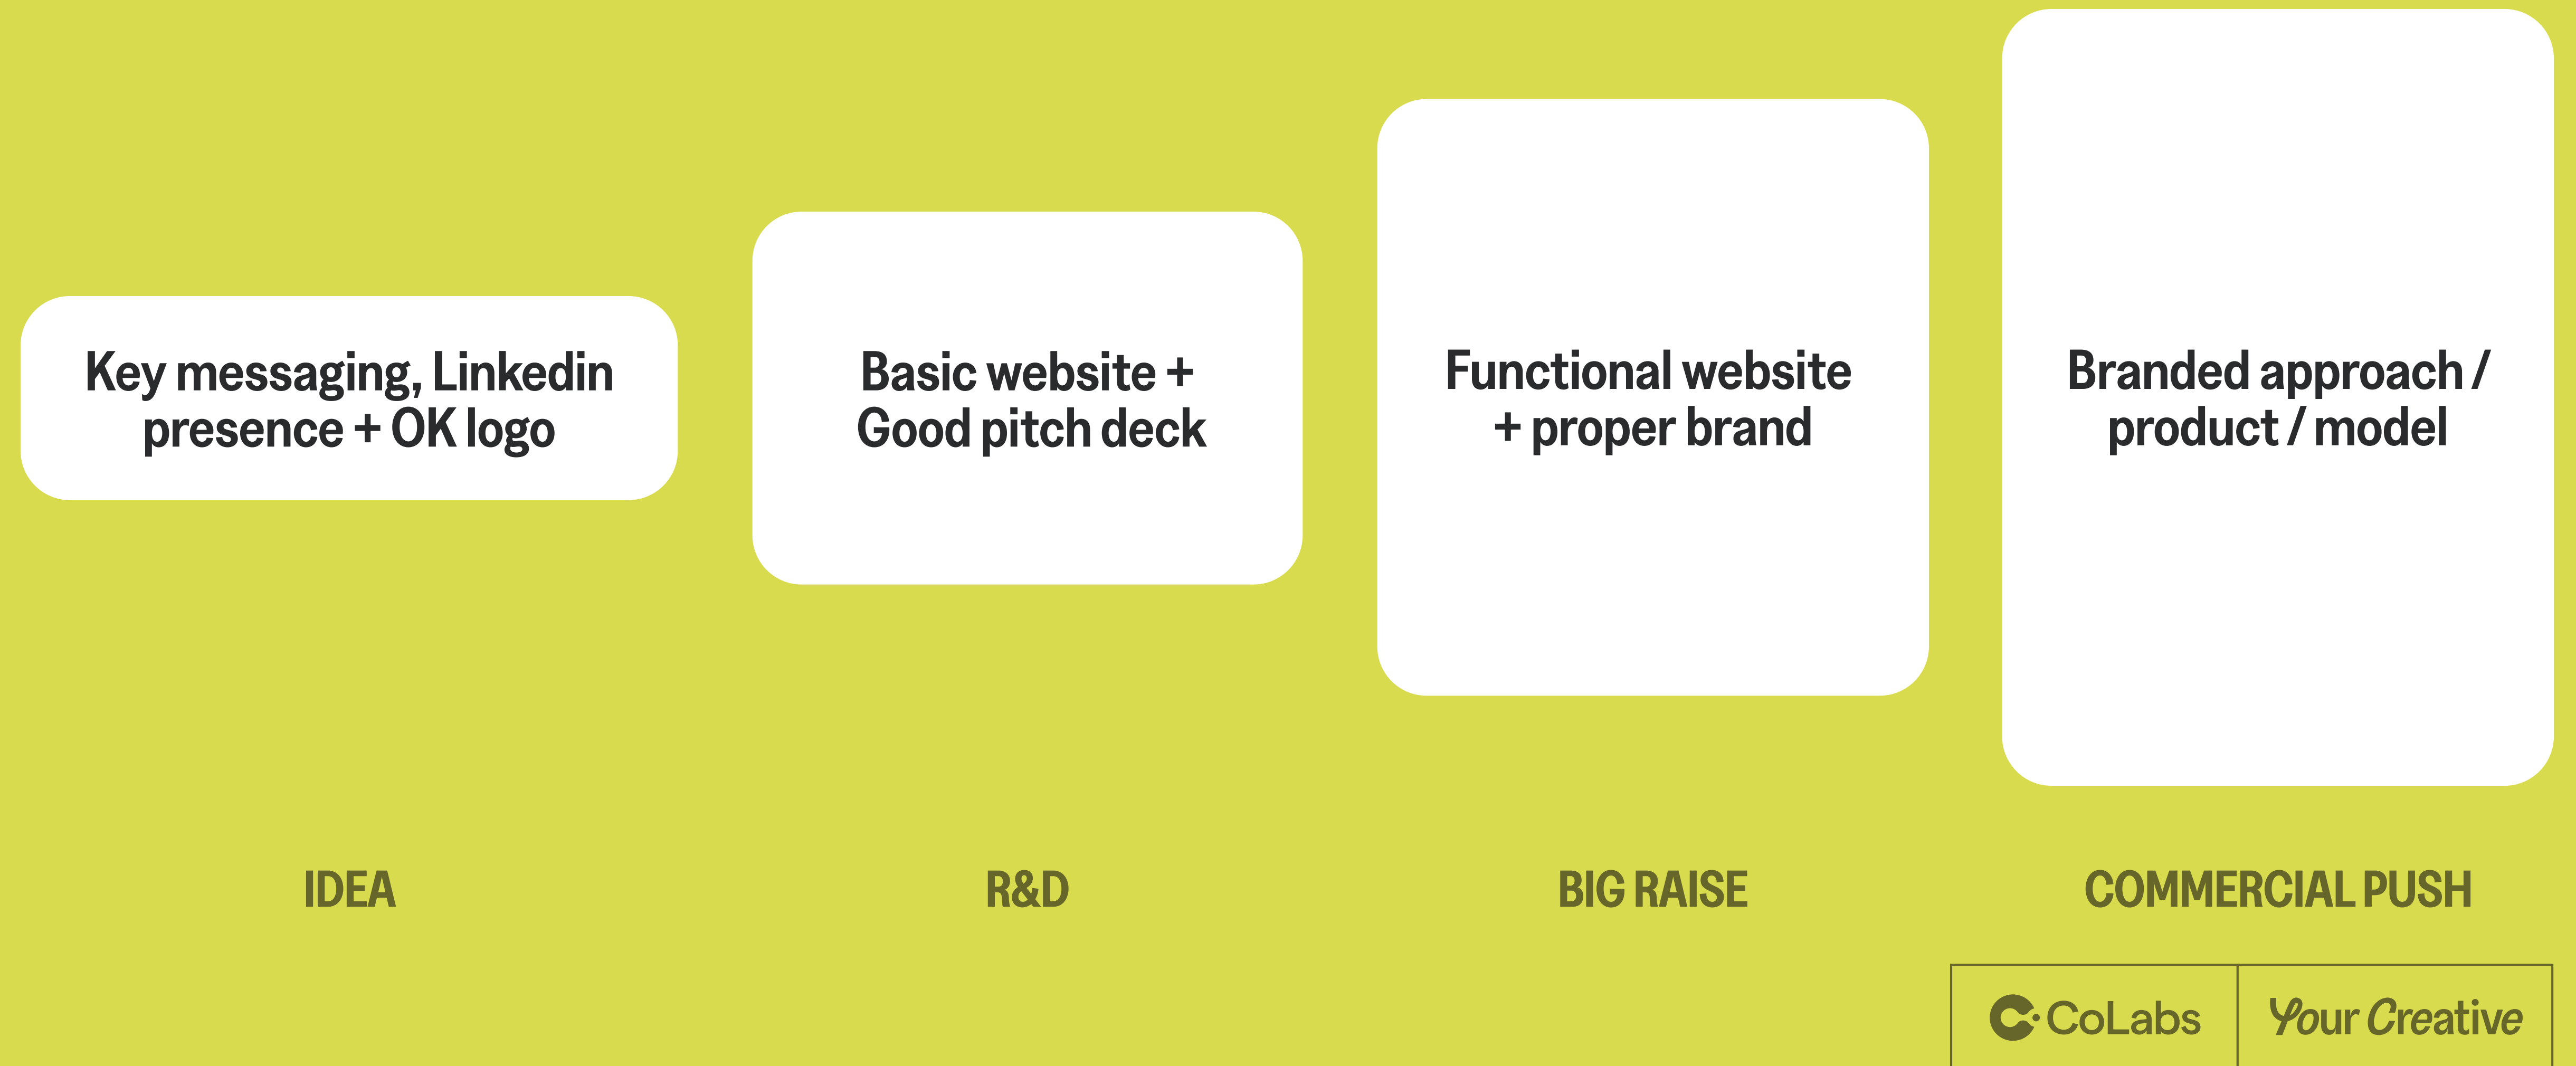 Key messaging, Linkedin
presence + OK logo
Basic website +
Good pitch deck
Functional website
+ proper brand
Branded approach /
product / model
IDEA
R&D
BIG RAISE
COMMERCIAL PUSH
CoLabs
Your Creative